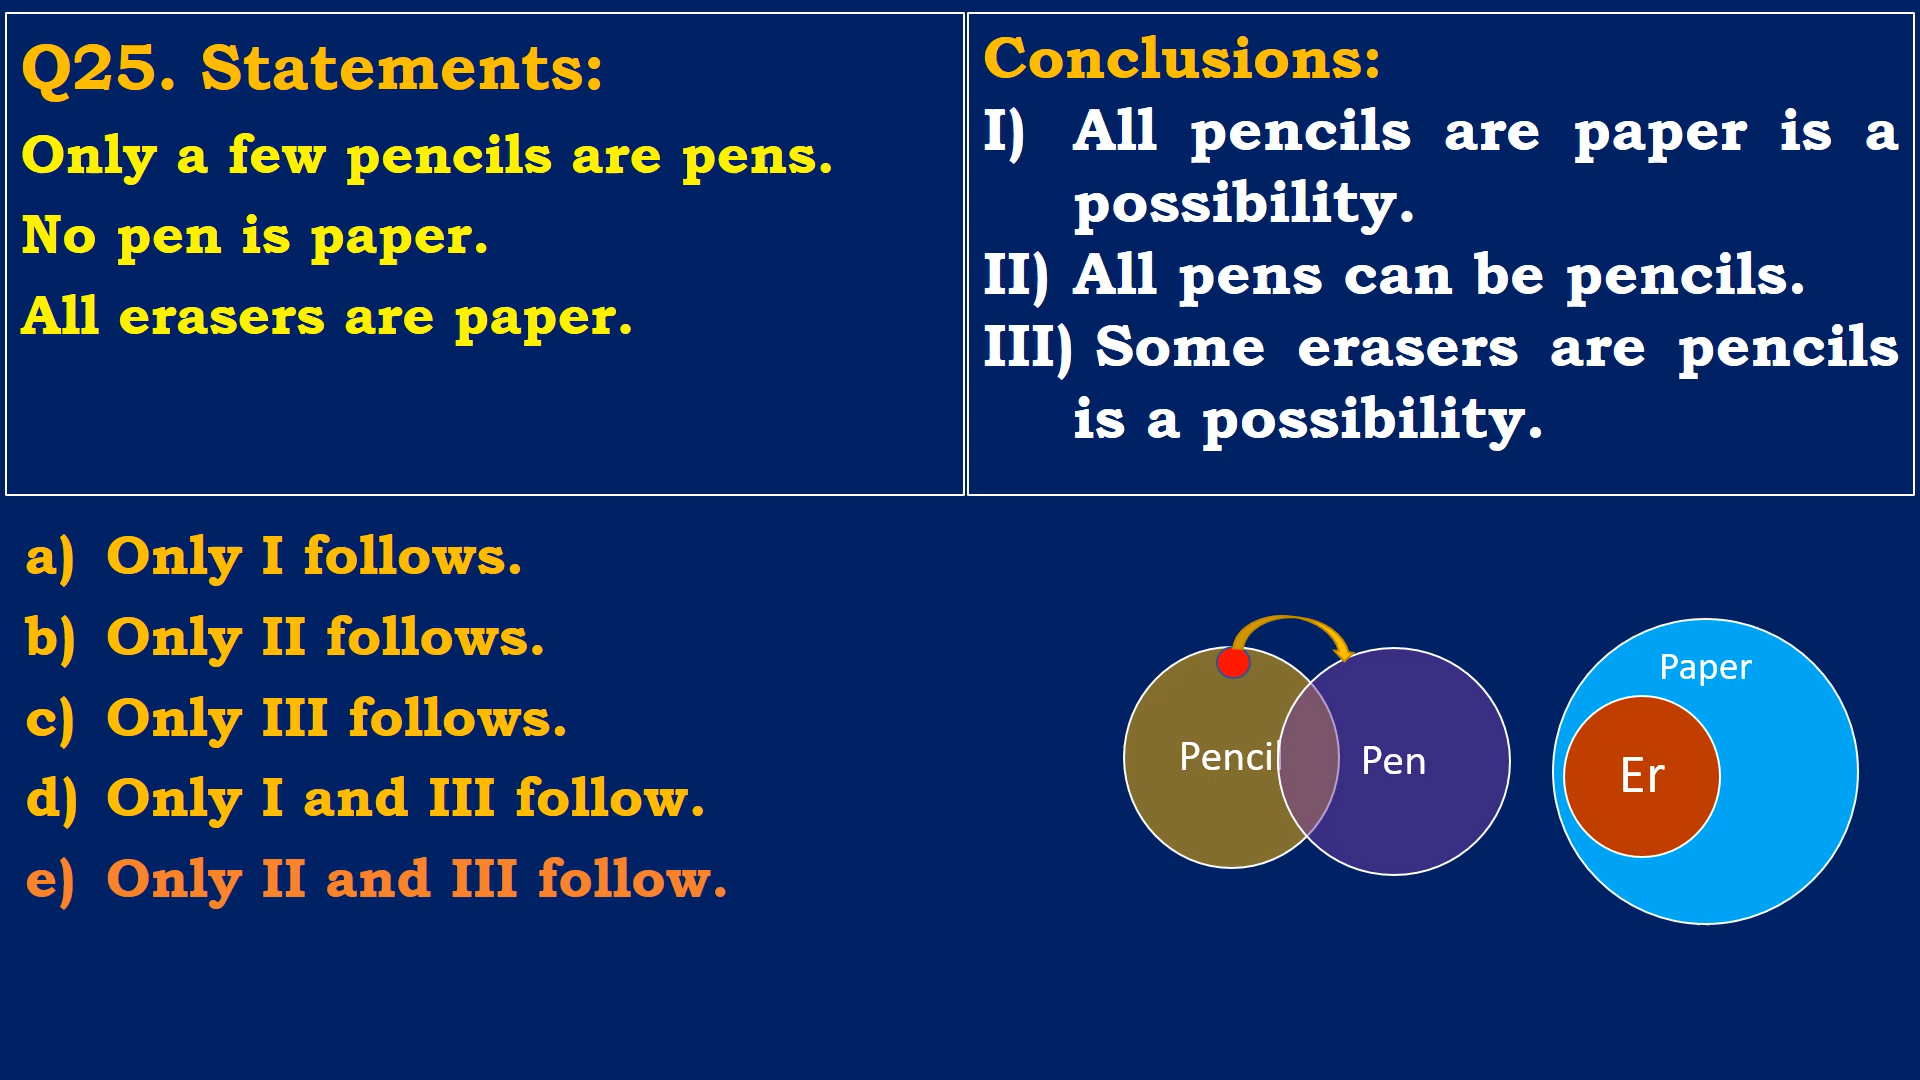 Q25. Statements:
Only a few pencils are pens.
No pen is paper.
All erasers are paper.
Conclusions:
I) All pencils are paper is a
possibility.
II) All pens can be pencils.
III) Some erasers are pencils
is a possibility.
a) Only I follows.
b) Only II follows.
c) Only III follows.
d) Only I and III follow.
e) Only II and III follow.
Pencil
Pen
Paper
Er